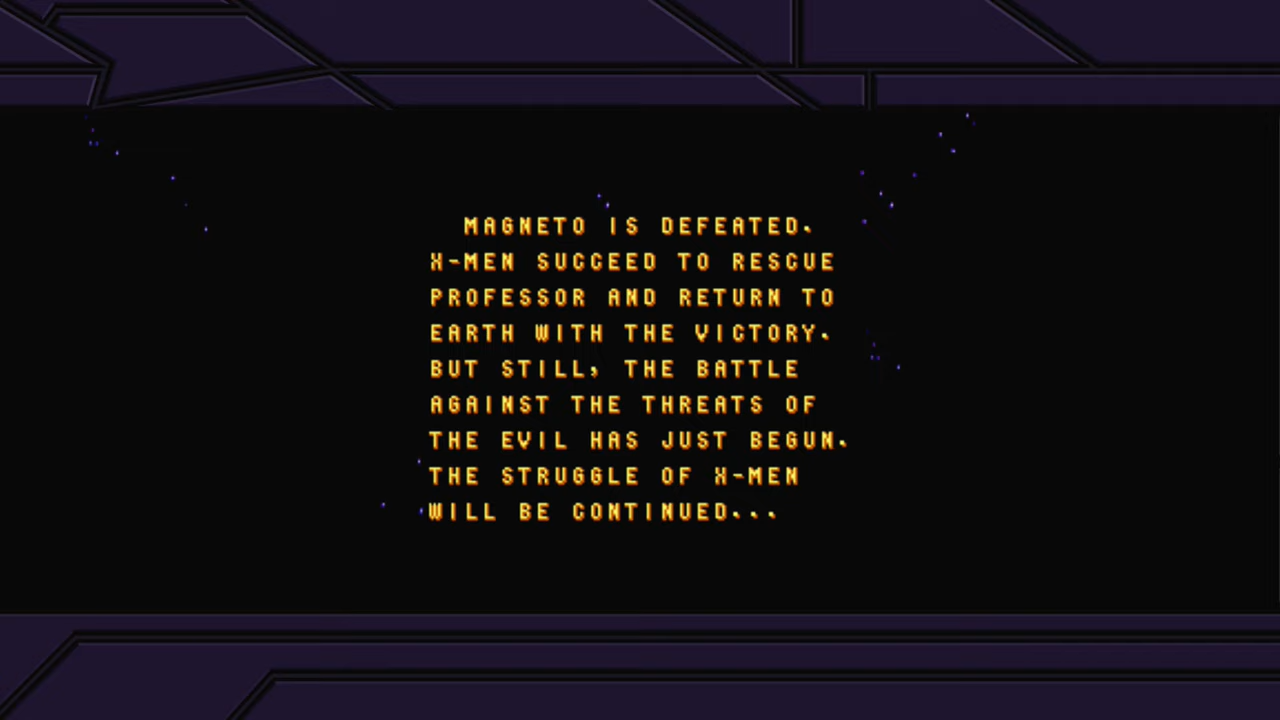 MAGNETO IS DEFEATED.
X-MEN SUCCEED TO RESCUE
PROFESSOR AND RETURN TO
EARTH WITH THE VICTORY.
BUT STILL, THE BATTLE
AGAINST THE THREATS OF
THE EVIL HAS JUST BEGUN.
THE STRUGGLE OF X-MEN
WILL BE CONTINUED...